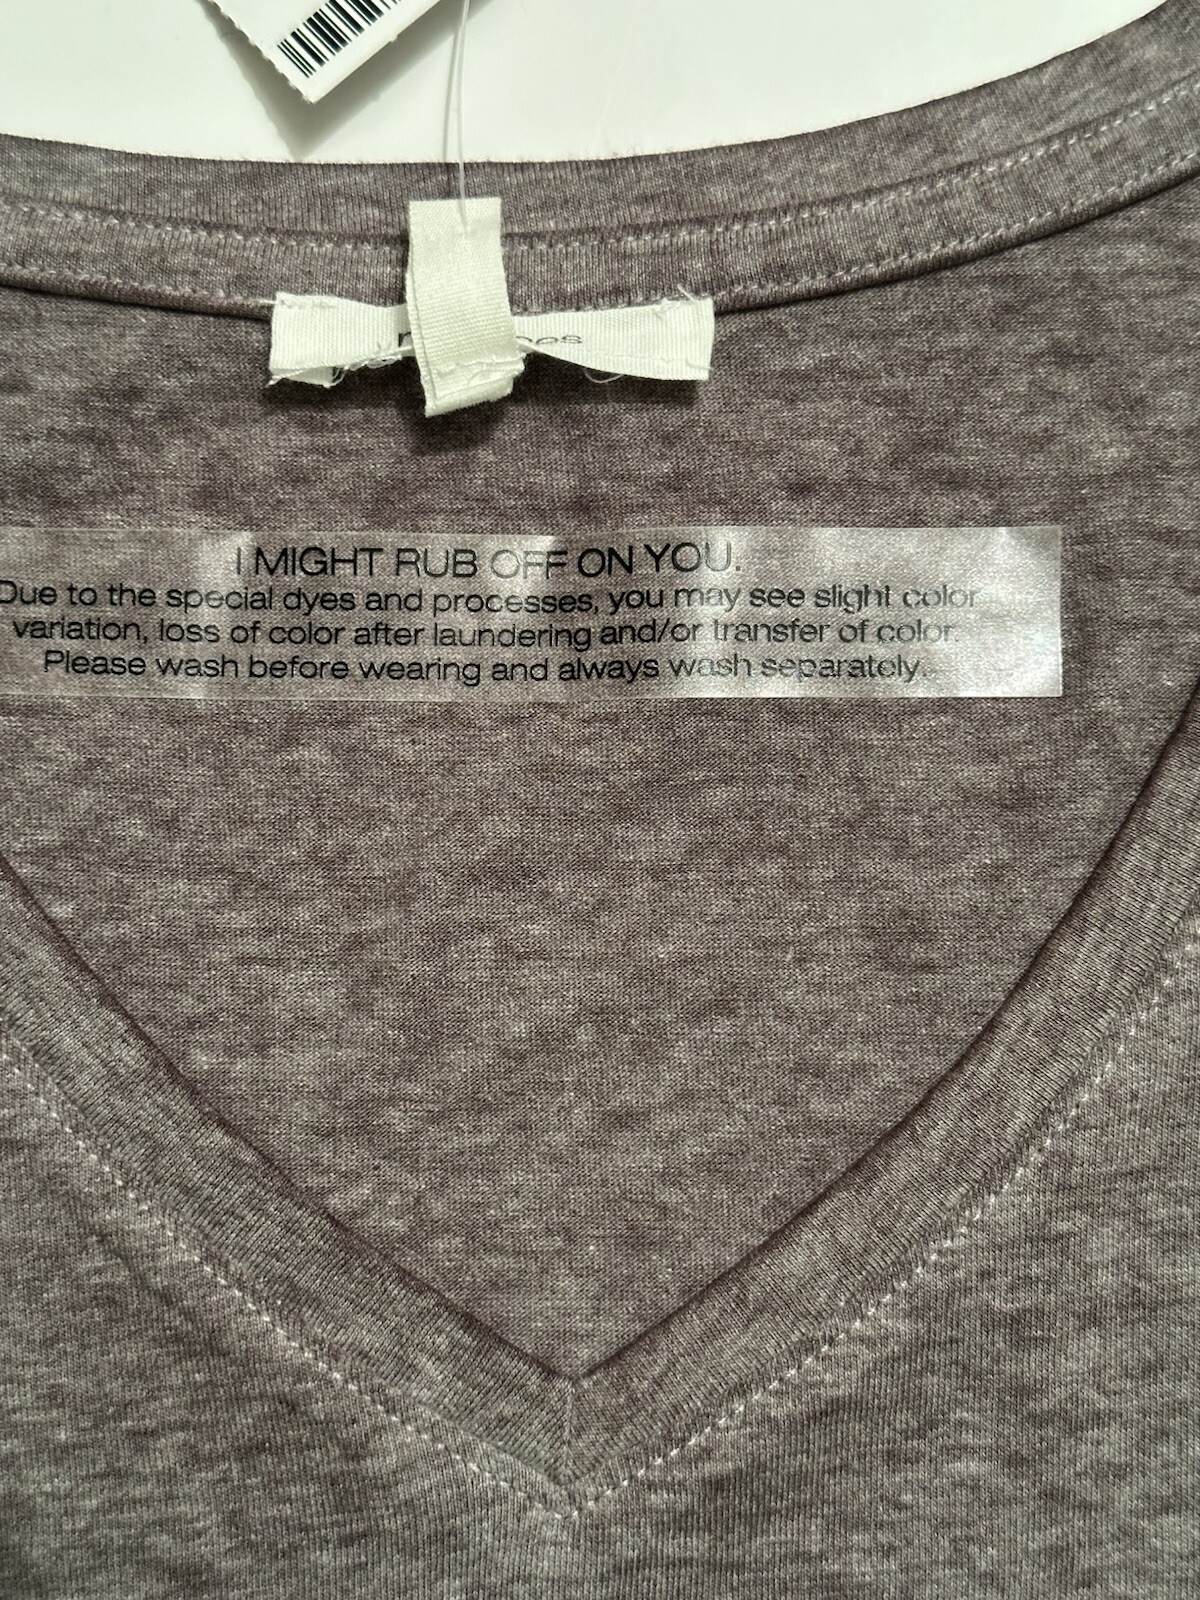 I MIGHT RUB OFF ON YOU.
Due to the special dyes and processes, you may see slight color
variation, loss of color after laundering and/or transfer of color.
Please wash before wearing and always wash separately.